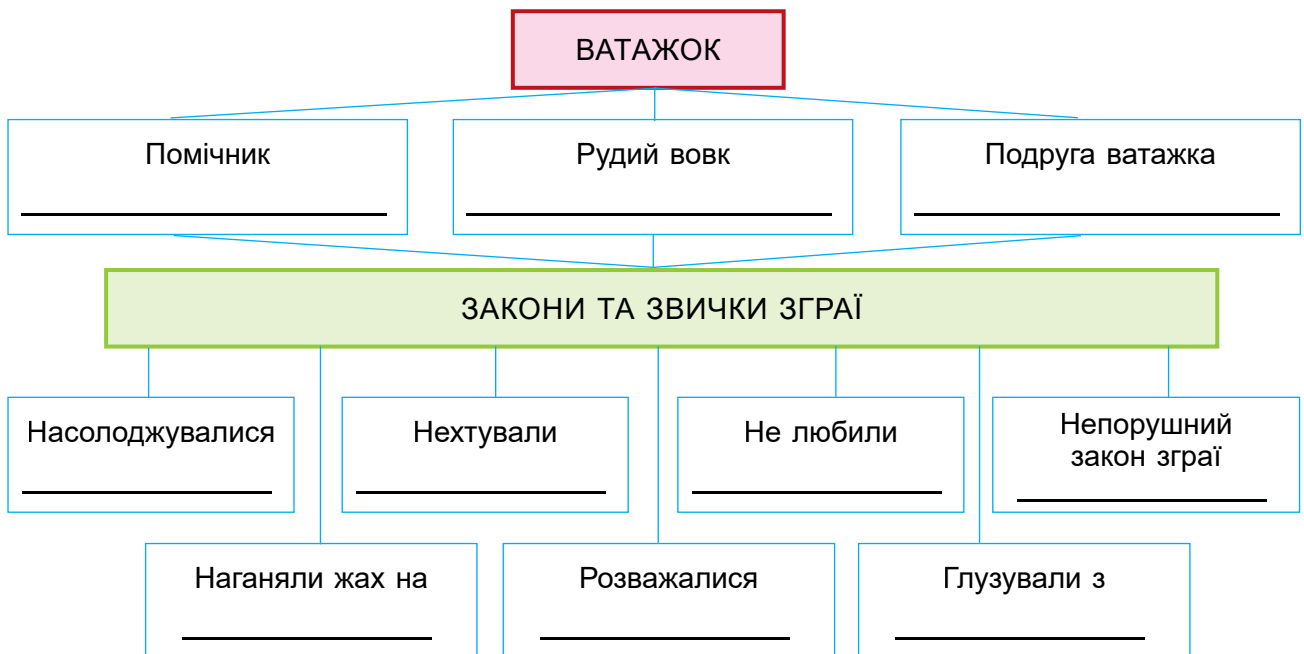 ВАТАЖОК
Помічник
Рудий вовк
Подруга ватажка
ЗАКОНИ ТА ЗВИЧКИ ЗГРАЇ
Насолоджувалися
Нехтували
Не любили
Непорушний
закон зграї
Наганяли жах на
Розважалися
Глузували з